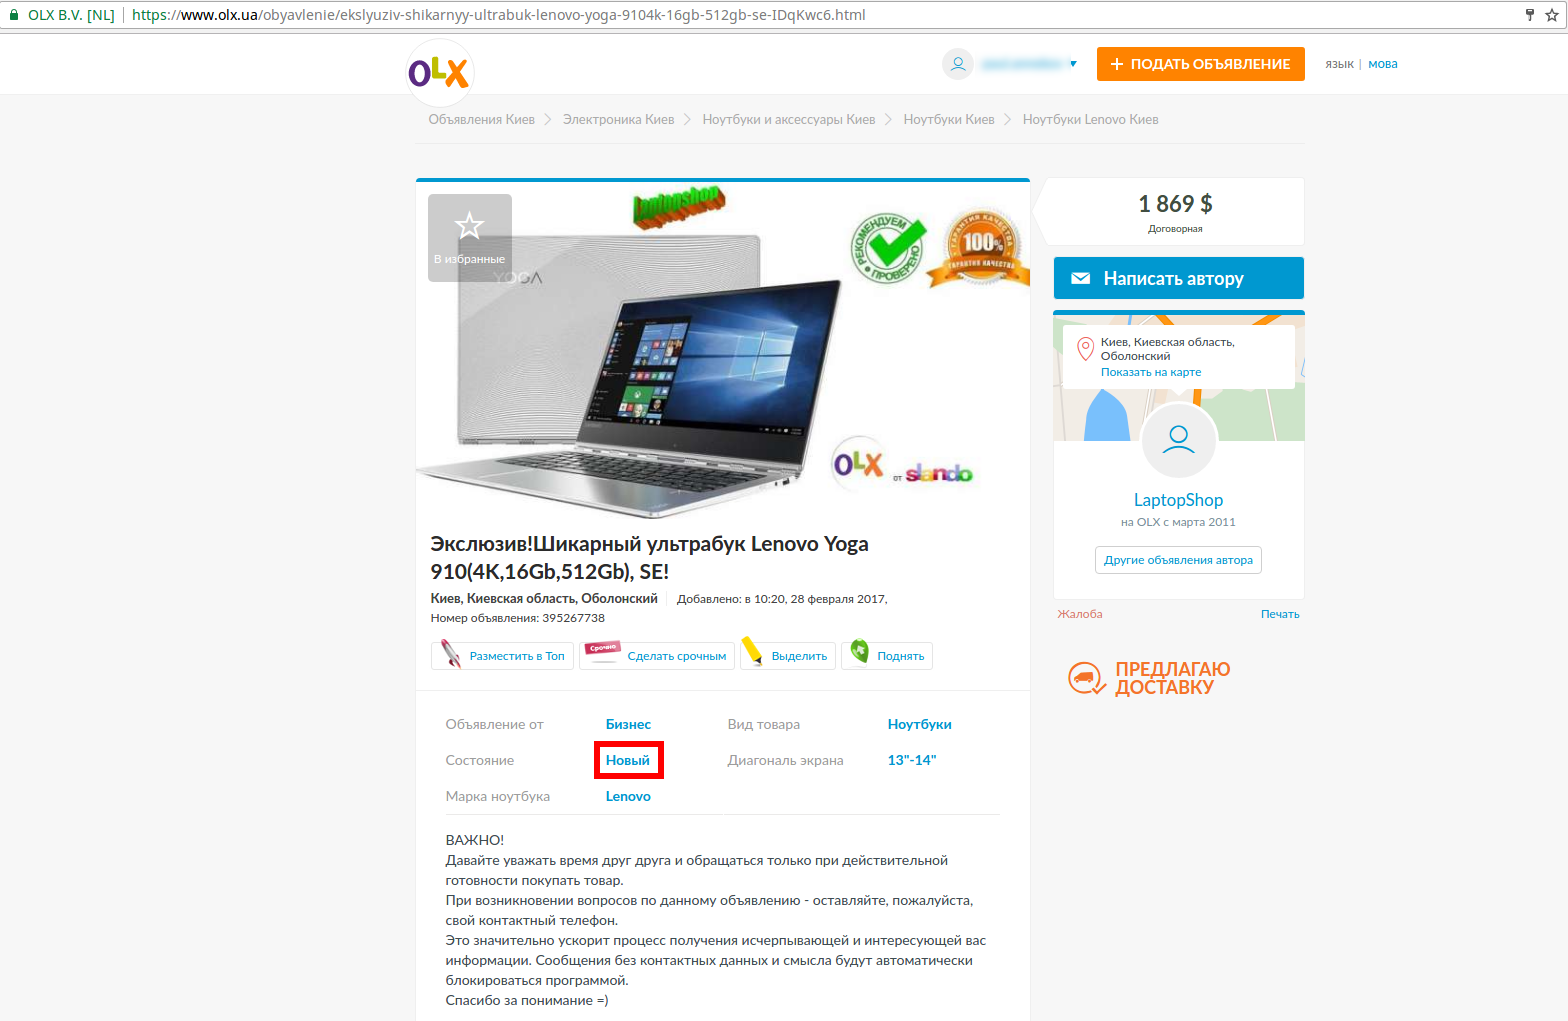 OLX B.V. [NL] https://www.olx.ua/obyavlenie/ekslyuziv-shikarnyy-ultrabuk-lenovo-yoga-9104k-16gb-512gb-se-IDqKwc6.html
OLX
ПОДАТЬ ОБЪЯВЛЕНИЕ
язык | мова
Объявления Киев
Электроника Киев
Ноутбуки и аксессуары Киев
Ноутбуки Киев
Ноутбуки Lenovo Киев
В избранные
Laptopshop
YOGA
РЕКОМЕНДУЕМ
ПРОВЕРЕНО
ГАРАНТИЯ КАЧЕСТВА
100%
ГАРАНТИЯ КАЧЕСТВА
OLX от slando
1 869 $
Договорная
Написать автору
Киев, Киевская область,
Оболонский
Показать на карте
LaptopShop
на OLX с марта 2011
Другие объявления автора
Жалоба
Печать
ПРЕДЛАГАЮ
ДОСТАВКУ
Экслюзив!Шикарный ультрабук Lenovo Yoga
910(4K,16Gb,512Gb), SE!
Киев, Киевская область, Оболонский
Добавлено: в 10:20, 28 февраля 2017,
Номер объявления: 395267738
Разместить в Топ
Срочно
Сделать срочным
Выделить
Поднять
Объявление от Бизнес
Вид товара Ноутбуки
Состояние Новый
Диагональ экрана 13"-14"
Марка ноутбука Lenovo
ВАЖНО!
Давайте уважать время друг друга и обращаться только при действительной
готовности покупать товар.
При возникновении вопросов по данному объявлению - оставляйте, пожалуйста,
свой контактный телефон.
Это значительно ускорит процесс получения исчерпывающей и интересующей вас
информации. Сообщения без контактных данных и смысла будут автоматически
блокироваться программой.
Спасибо за понимание =)